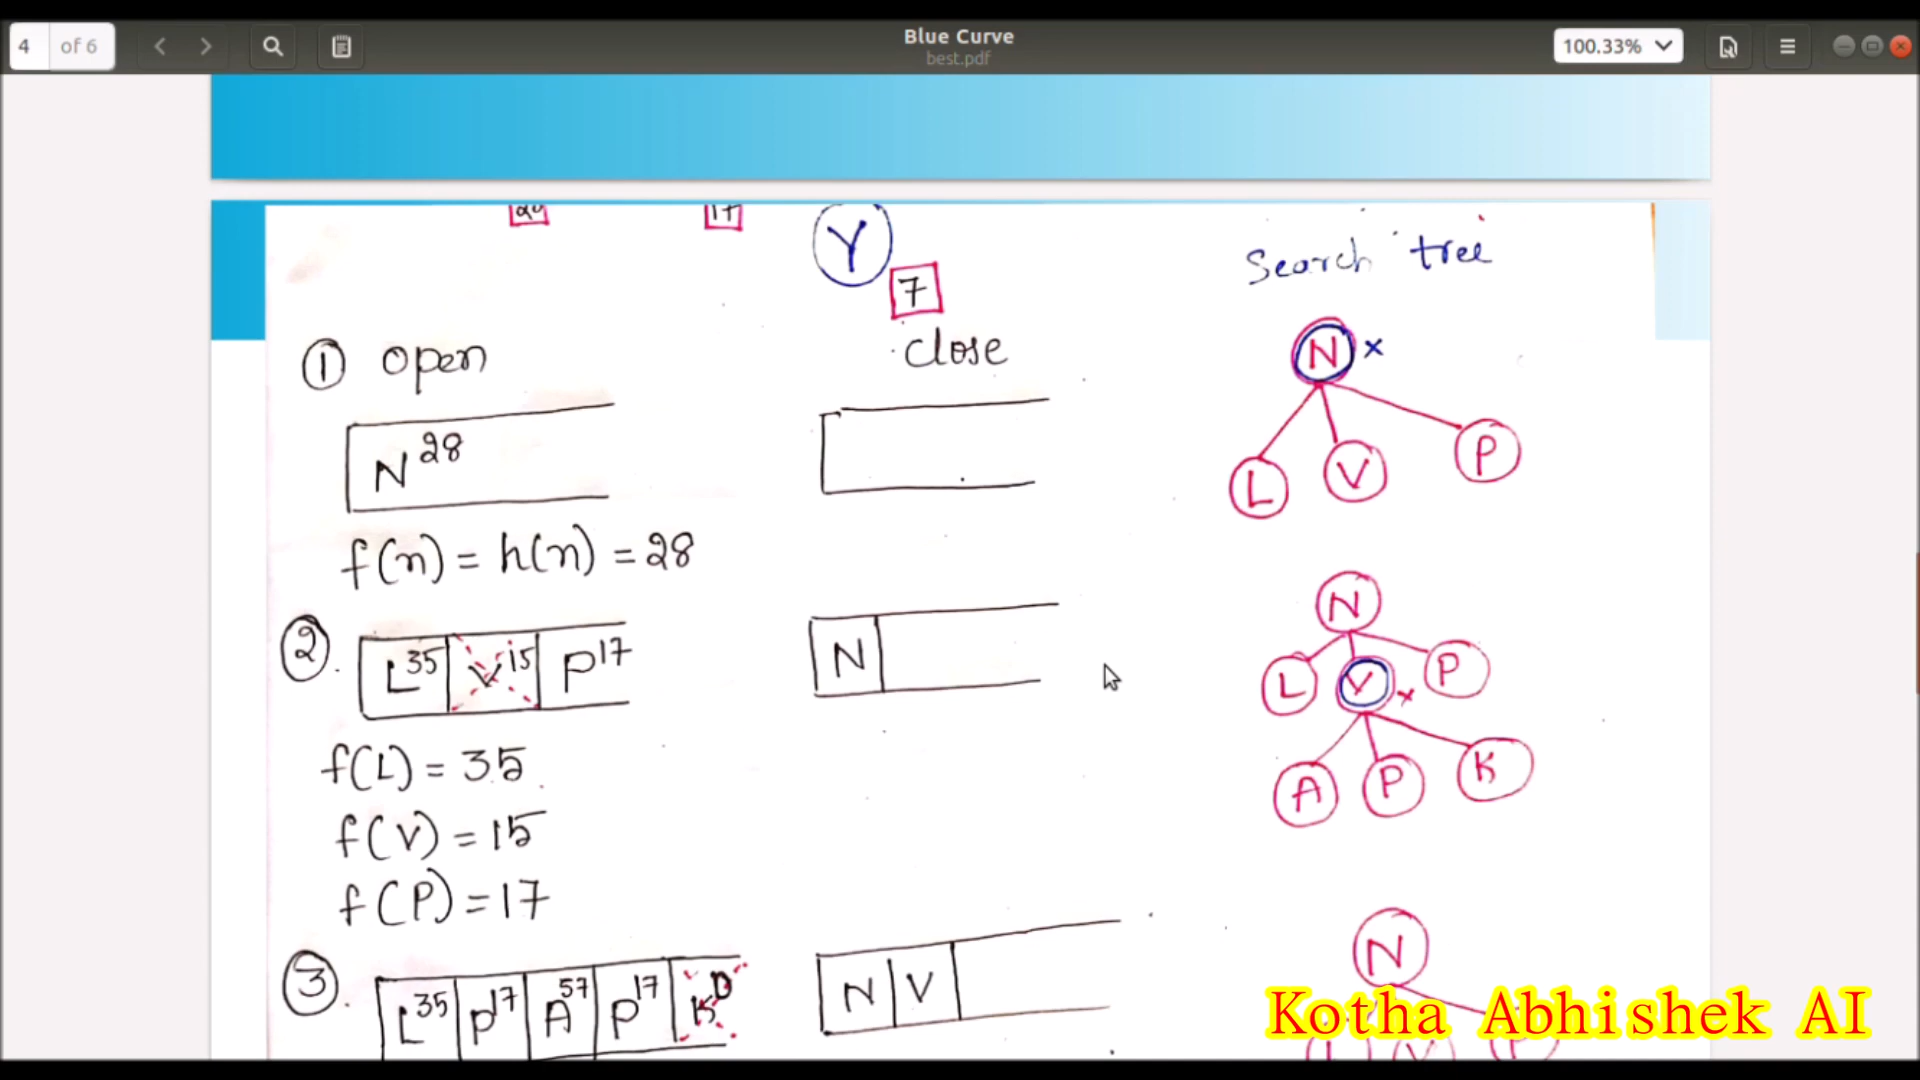 4 of 6
Blue Curve
best.pdf
100.33%
Y
7
Search tree
① open
close
N 28
N
L V P
f(n) = h(n) = 28
②. L 35 V 15 P 17
N
N
L V P
A P K
f(L) = 35
f(V) = 15
f(P) = 17
③. L 35 P 17 A 57 P 17 K 0
N V
N
Kotha Abhishek AI